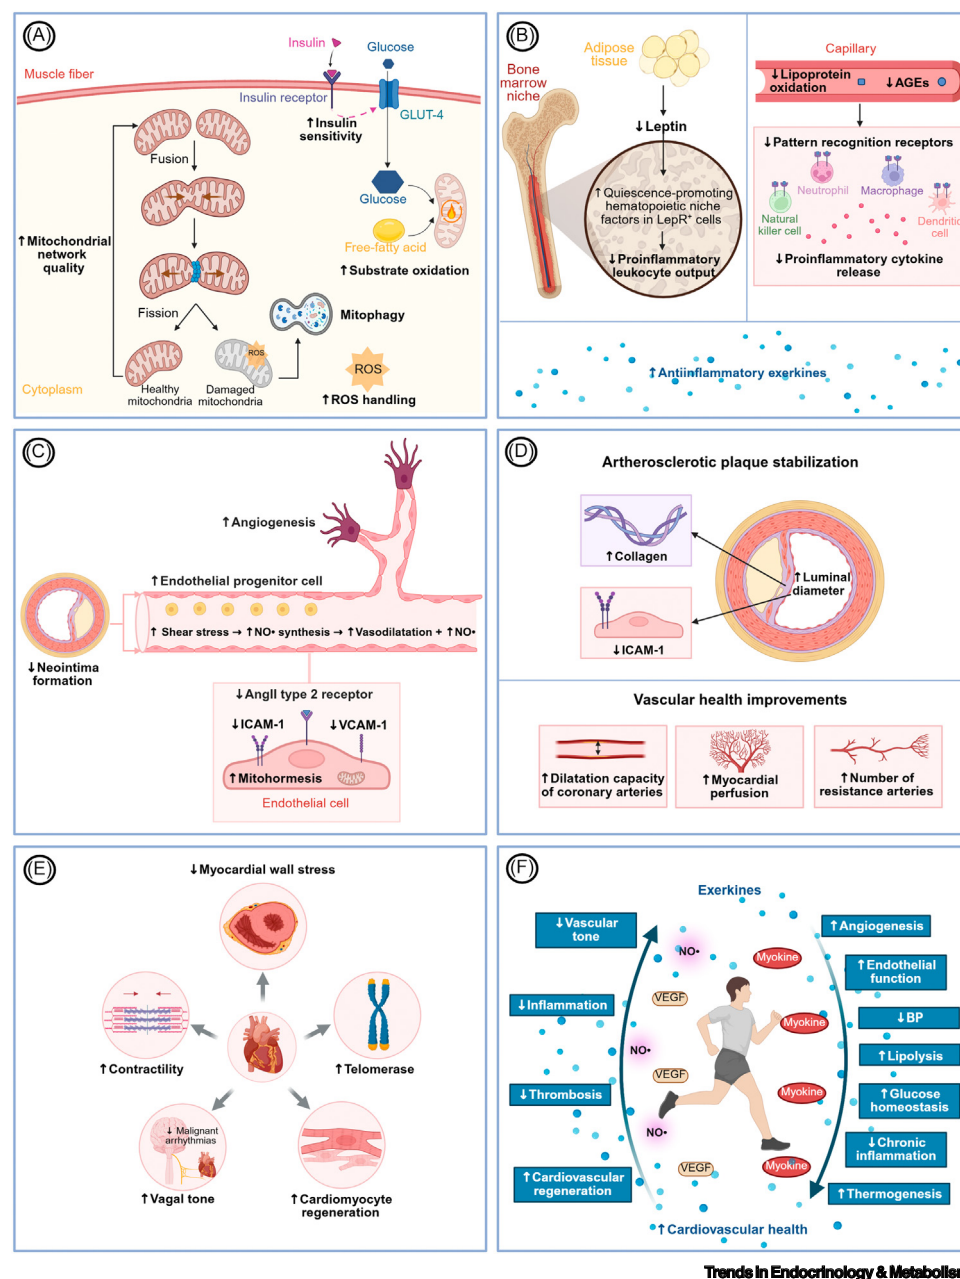 (A)
Insulin
Glucose
Muscle fiber
Insulin receptor
GLUT-4
↑Insulin
sensitivity
Fusion
Glucose
Free-fatty acid
↑Substrate oxidation
↑Mitochondrial
network
quality
Fission
Mitophagy
ROS
ROS
Cytoplasm
Healthy
mitochondria
Damaged
mitochondria
↑ROS handling
(B)
Adipose
tissue
Bone
marrow
niche
↓Leptin
↑Quiescence-promoting
hematopoietic niche
factors in LepR+ cells
↓Proinflammatory
leukocyte output
Capillary
↓Lipoprotein
oxidation
↓AGEs
↓Pattern recognition receptors
Neutrophil
Macrophage
Natural
killer cell
Dendritic
cell
↓Proinflammatory cytokine
release
↑Antiinflammatory exerkines
(C)
↑Angiogenesis
↑Endothelial progenitor cell
↑ Shear stress → ↑NO• synthesis → ↑Vasodilatation + ↑NO•
↓Neointima
formation
↓AngII type 2 receptor
↓ICAM-1
↓VCAM-1
↑Mitohormesis
Endothelial cell
(D)
Artherosclerotic plaque stabilization
↑Collagen
↑Luminal
diameter
↓ICAM-1
Vascular health improvements
↑Dilatation capacity
of coronary arteries
↑Myocardial
perfusion
↑Number of
resistance arteries
(E)
↓Myocardial wall stress
↑Contractility
↑Telomerase
↓ Malignant
arrhythmias
↑Vagal tone
↑Cardiomyocyte
regeneration
(F)
Exerkines
↓Vascular
tone
↑Angiogenesis
NO•
Myokine
↑Endothelial
function
VEGF
↓Inflammation
Myokine
↓BP
NO•
↑Lipolysis
VEGF
↓Thrombosis
Myokine
↑Glucose
homeostasis
NO•
↓Chronic
inflammation
VEGF
Myokine
↑Cardiovascular
regeneration
↑Thermogenesis
↑Cardiovascular health
Trends in Endocrinology & Metabolism